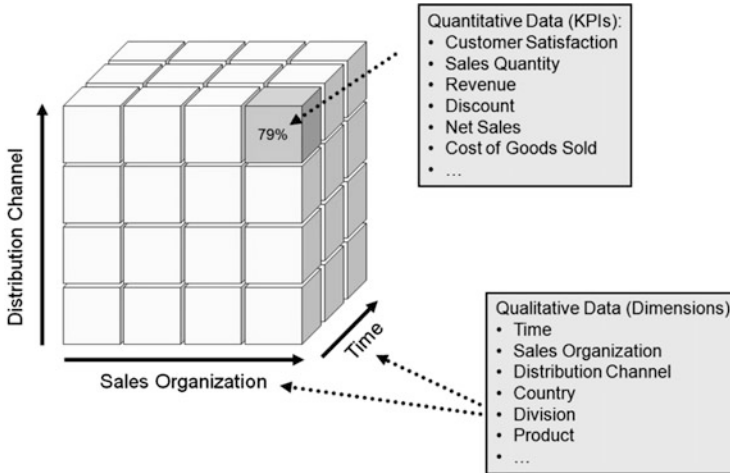 Quantitative Data (KPIs):
• Customer Satisfaction
• Sales Quantity
• Revenue
• Discount
• Net Sales
• Cost of Goods Sold
• ...
79%
Distribution Channel
Time
Sales Organization
Qualitative Data (Dimensions)
• Time
• Sales Organization
• Distribution Channel
• Country
• Division
• Product
• ...